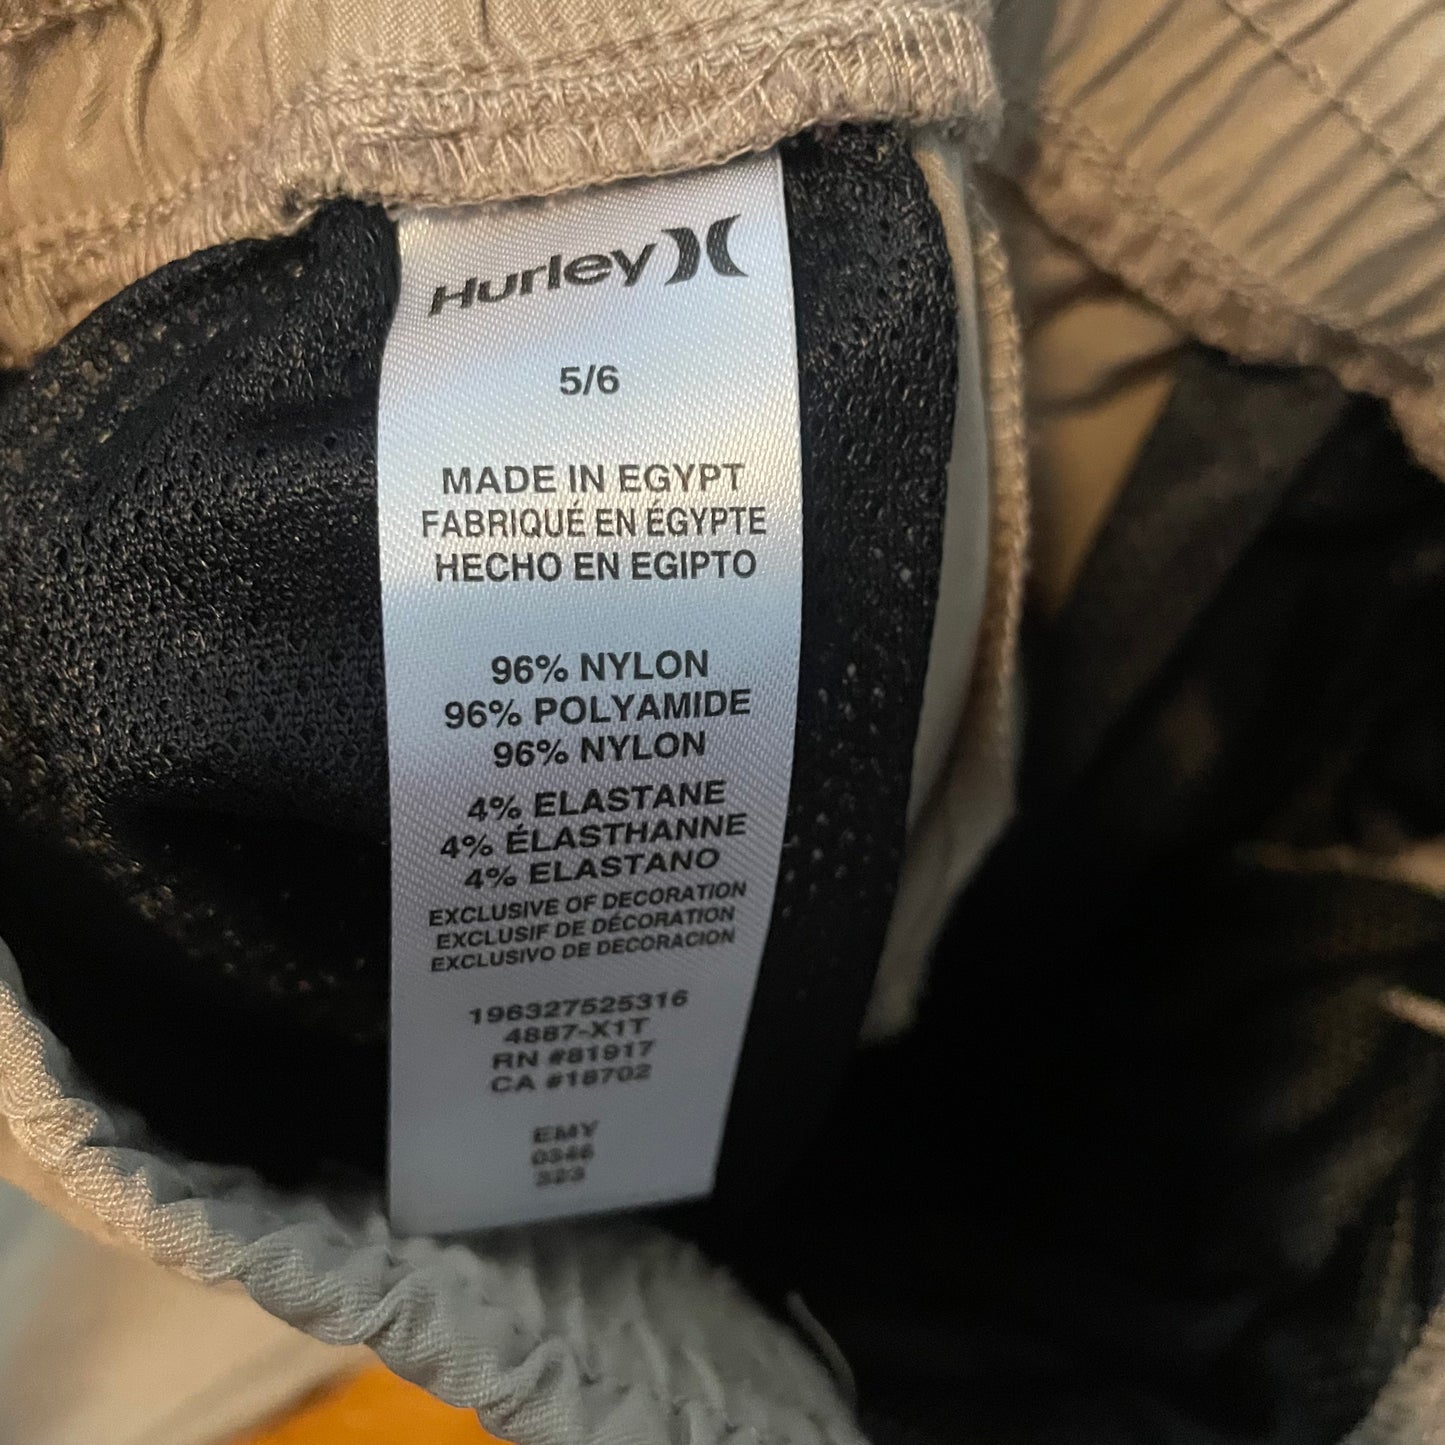 Hurley
5/6
MADE IN EGYPT
FABRIQUÉ EN ÉGYPTE
HECHO EN EGIPTO
96% NYLON
96% POLYAMIDE
96% NYLON
4% ELASTANE
4% ÉLASTHANNE
4% ELASTANO
EXCLUSIVE OF DECORATION
EXCLUSIF DE DÉCORATION
EXCLUSIVO DE DECORACION
196327525316
4887-X1T
RN #81917
CA #18702
EMY
0346
323